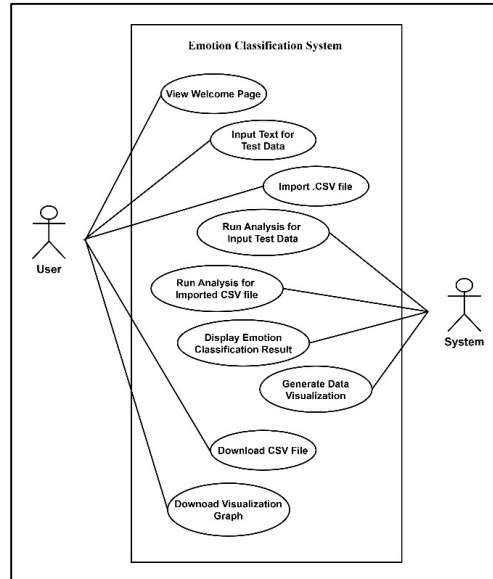 Emotion Classification System
View Welcome Page
Input Text for
Test Data
Import .CSV file
Run Analysis for
Input Test Data
User
Run Analysis for
Imported CSV file
Display Emotion
Classification Result
System
Generate Data
Visualization
Download CSV File
Downoad Visualization
Graph